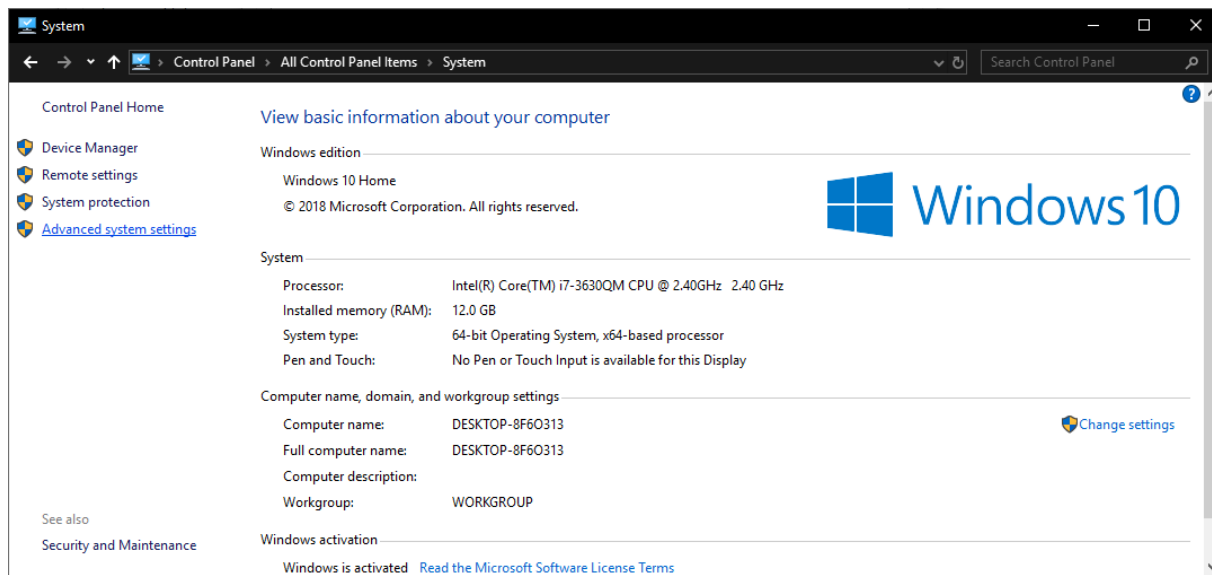 System
Control Panel > All Control Panel Items > System
Search Control Panel
Control Panel Home
Device Manager
Remote settings
System protection
Advanced system settings
See also
Security and Maintenance
View basic information about your computer
Windows edition
Windows 10 Home
© 2018 Microsoft Corporation. All rights reserved.
Windows 10
System
Processor: Intel(R) Core(TM) i7-3630QM CPU @ 2.40GHz 2.40 GHz
Installed memory (RAM): 12.0 GB
System type: 64-bit Operating System, x64-based processor
Pen and Touch: No Pen or Touch Input is available for this Display
Computer name, domain, and workgroup settings
Computer name: DESKTOP-8F6O313
Change settings
Full computer name: DESKTOP-8F6O313
Computer description:
Workgroup: WORKGROUP
Windows activation
Windows is activated Read the Microsoft Software License Terms